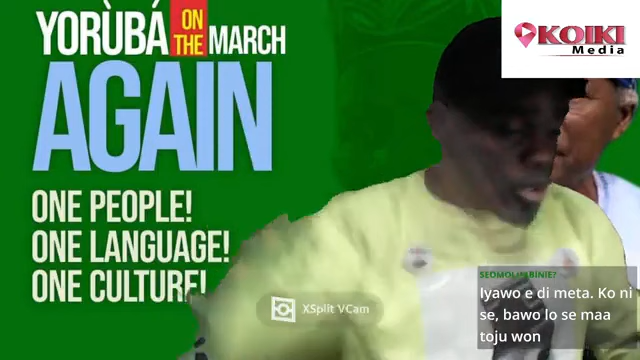 YORÙBÁ ON THE MARCH
AGAIN
ONE PEOPLE!
ONE LANGUAGE!
ONE CULTURE!
KOIKI
Media
XSplit VCam
Iyawo e di meta. Ko ni
se, bawo lo se maa
toju won